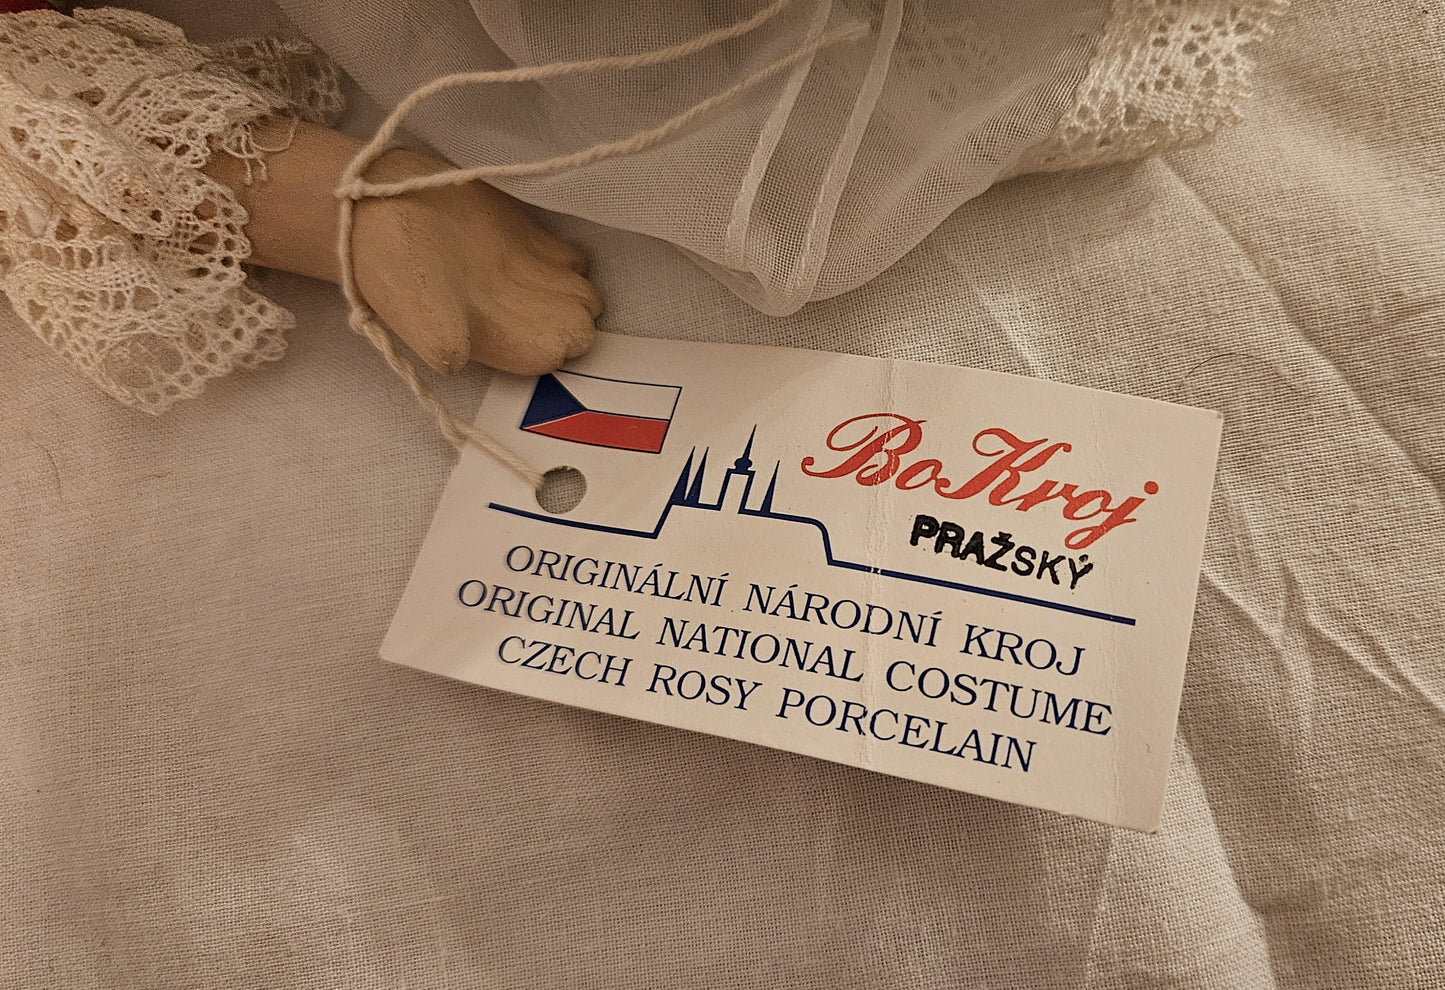 BoKroj
PRAŽSKÝ
ORIGINÁLNÍ NÁRODNÍ KROJ
ORIGINAL NATIONAL COSTUME
CZECH ROSY PORCELAIN